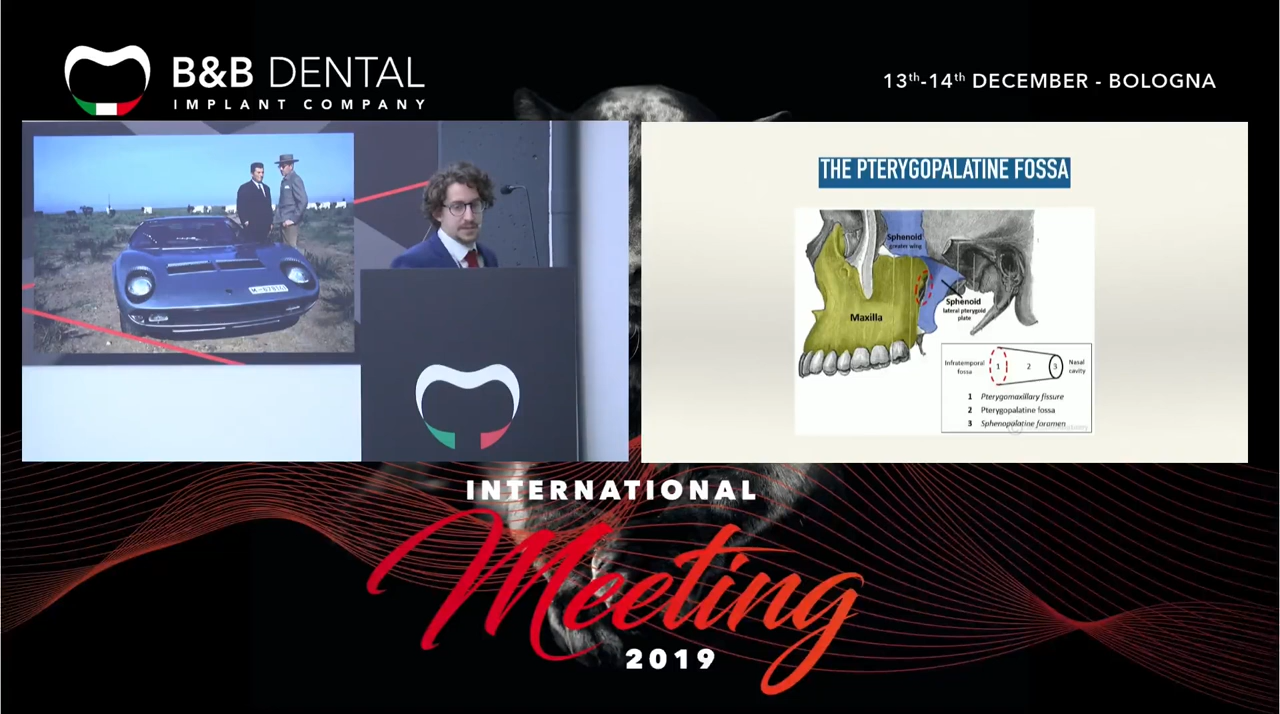 B&B DENTAL
IMPLANT COMPANY
13th-14th DECEMBER - BOLOGNA
THE PTERYGOPALATINE FOSSA
Sphenoid
greater wing
Sphenoid
lateral pterygoid
plate
Maxilla
Infratemporal
fossa
1
2
3
Nasal
cavity
1 Pterygomaxillary fissure
2 Pterygopalatine fossa
3 Sphenopalatine foramen
INTERNATIONAL
Meeting
2019